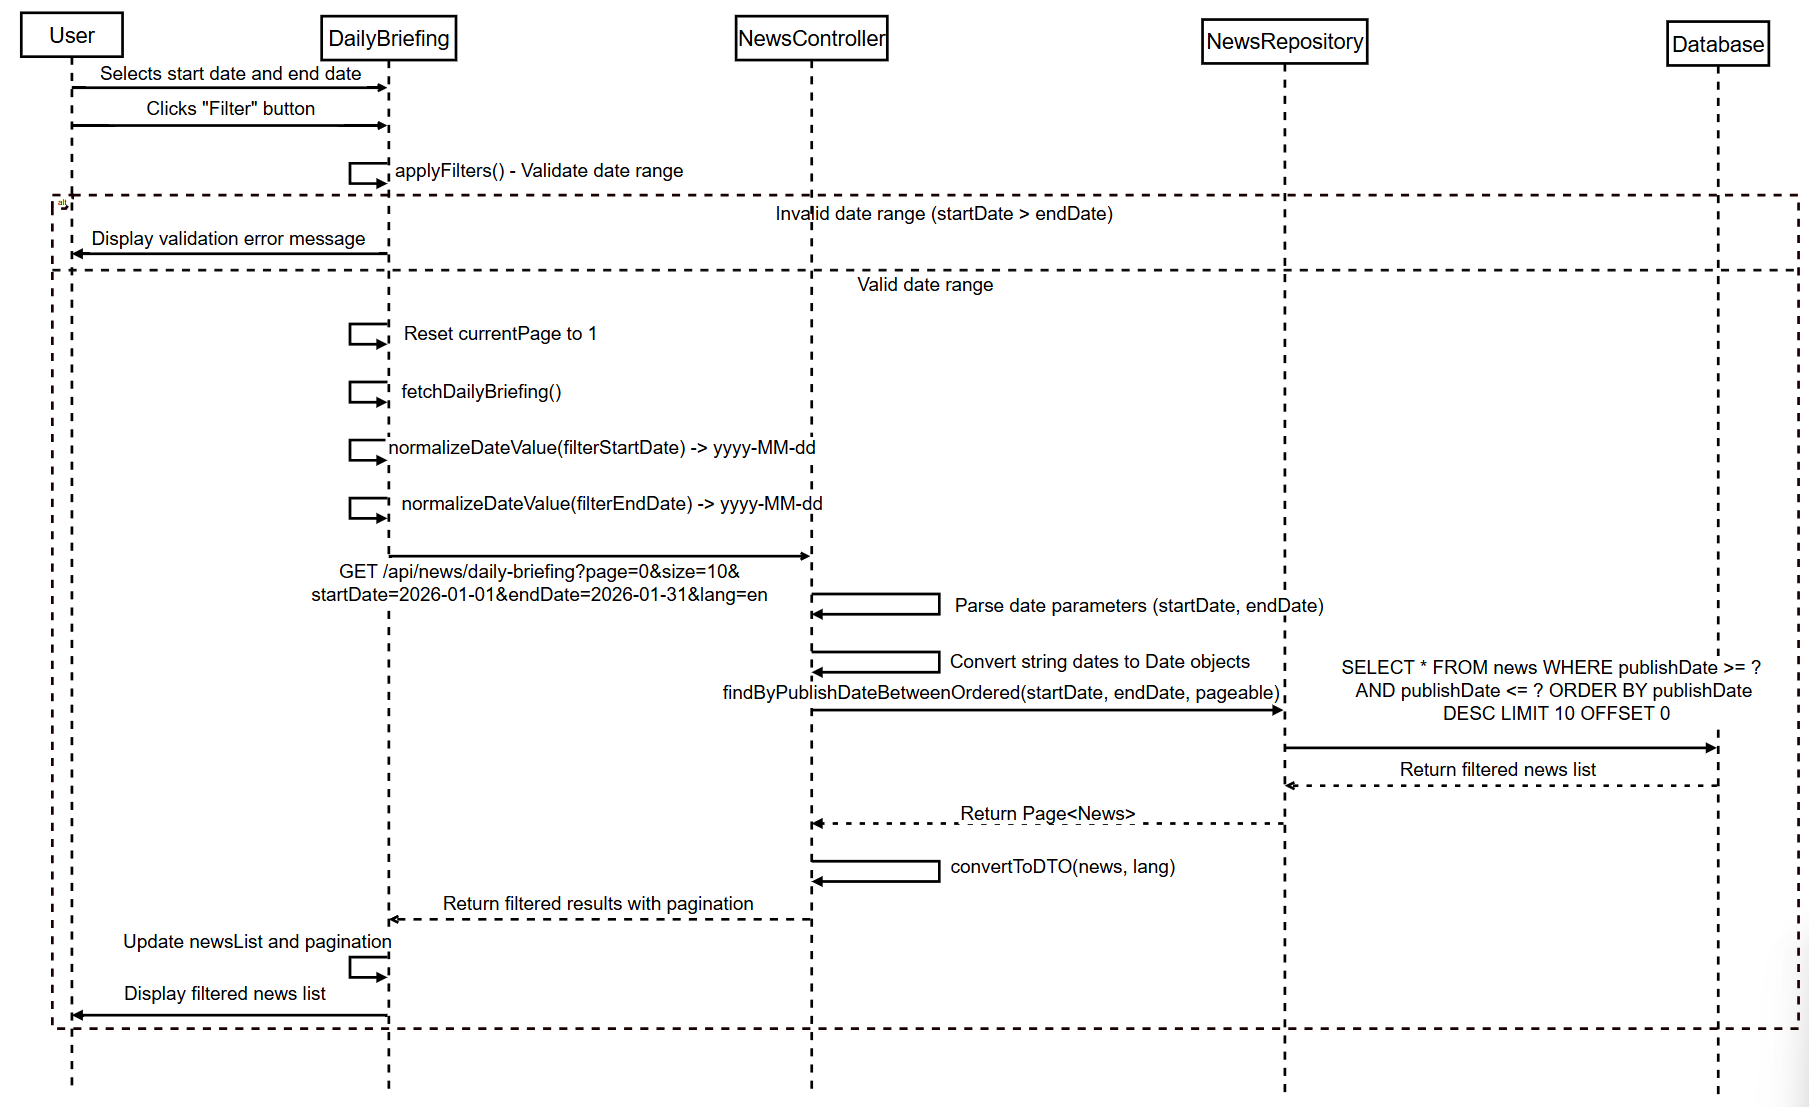 User
DailyBriefing
NewsController
NewsRepository
Database
Selects start date and end date
Clicks "Filter" button
applyFilters() - Validate date range
alt
Invalid date range (startDate > endDate)
Display validation error message
Valid date range
Reset currentPage to 1
fetchDailyBriefing()
normalizeDateValue(filterStartDate) -> yyyy-MM-dd
normalizeDateValue(filterEndDate) -> yyyy-MM-dd
GET /api/news/daily-briefing?page=0&size=10&
startDate=2026-01-01&endDate=2026-01-31&lang=en
Parse date parameters (startDate, endDate)
Convert string dates to Date objects
findByPublishDateBetweenOrdered(startDate, endDate, pageable)
SELECT * FROM news WHERE publishDate >= ?
AND publishDate <= ? ORDER BY publishDate
DESC LIMIT 10 OFFSET 0
Return filtered news list
Return Page<News>
convertToDTO(news, lang)
Return filtered results with pagination
Update newsList and pagination
Display filtered news list